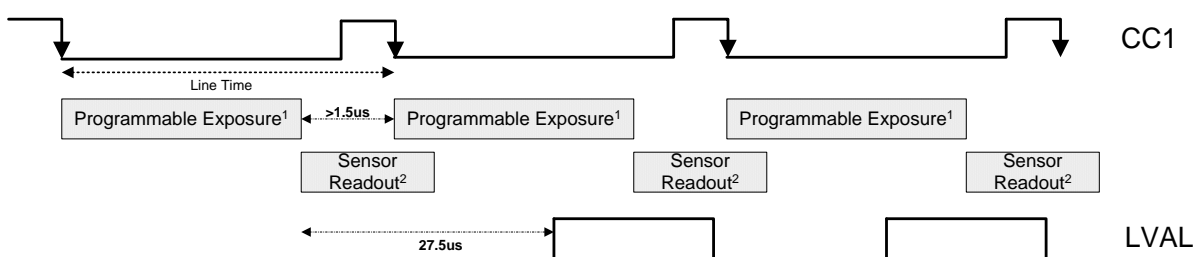 CC1
Line Time
Programmable Exposure¹
>1.5us
Programmable Exposure¹
Programmable Exposure¹
Sensor
Readout²
Sensor
Readout²
Sensor
Readout²
27.5us
LVAL